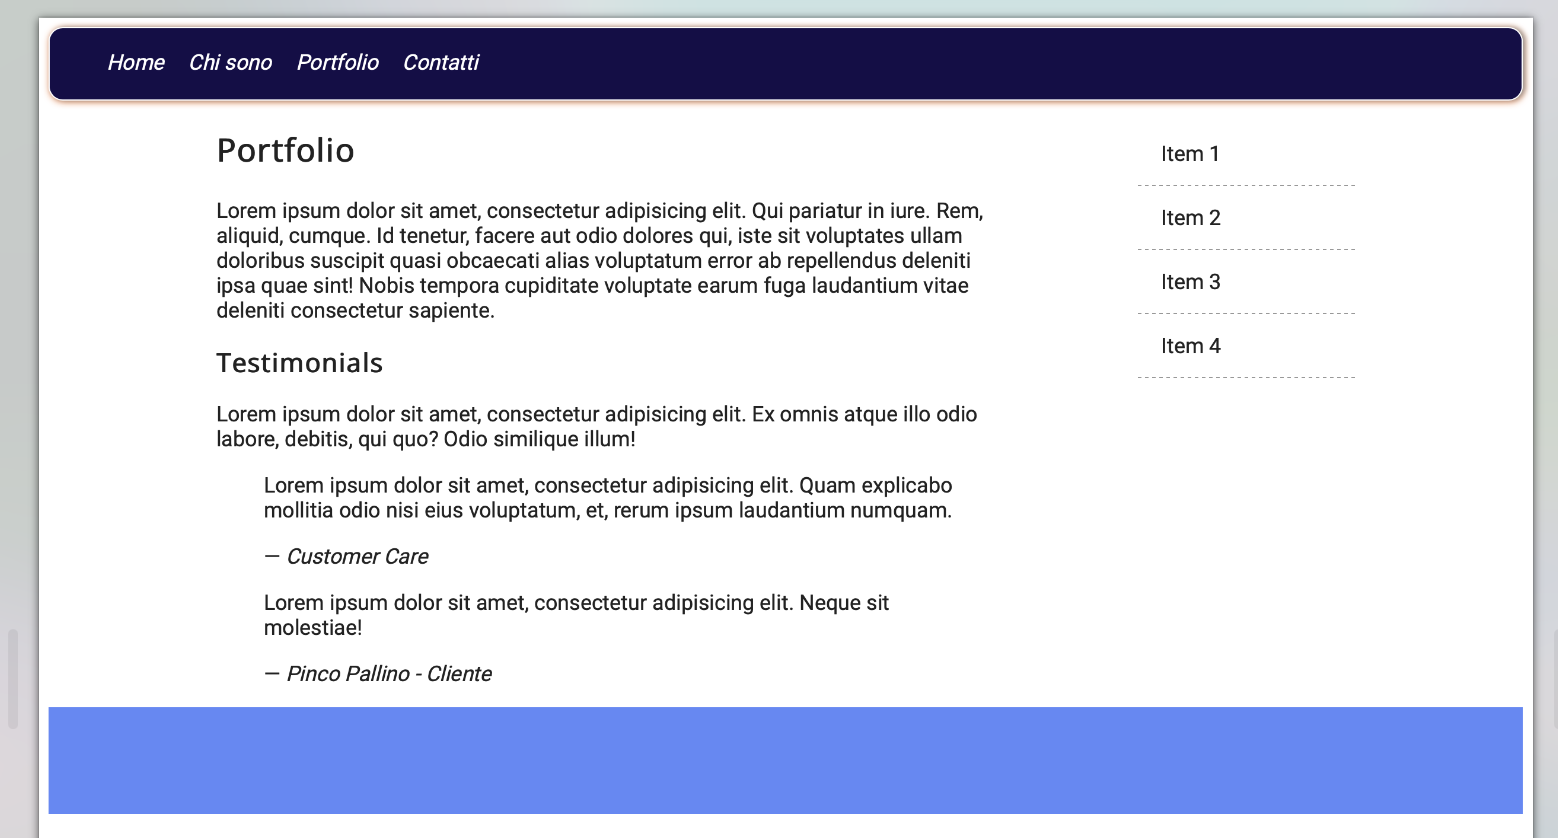 Home Chi sono Portfolio Contatti
Portfolio
Lorem ipsum dolor sit amet, consectetur adipisicing elit. Qui pariatur in iure. Rem,
aliquid, cumque. Id tenetur, facere aut odio dolores qui, iste sit voluptates ullam
doloribus suscipit quasi obcaecati alias voluptatum error ab repellendus deleniti
ipsa quae sint! Nobis tempora cupiditate voluptate earum fuga laudantium vitae
deleniti consectetur sapiente.
Testimonials
Lorem ipsum dolor sit amet, consectetur adipisicing elit. Ex omnis atque illo odio
labore, debitis, qui quo? Odio similique illum!
Lorem ipsum dolor sit amet, consectetur adipisicing elit. Quam explicabo
mollitia odio nisi eius voluptatum, et, rerum ipsum laudantium numquam.
— Customer Care
Lorem ipsum dolor sit amet, consectetur adipisicing elit. Neque sit
molestiae!
— Pinco Pallino - Cliente
Item 1
Item 2
Item 3
Item 4